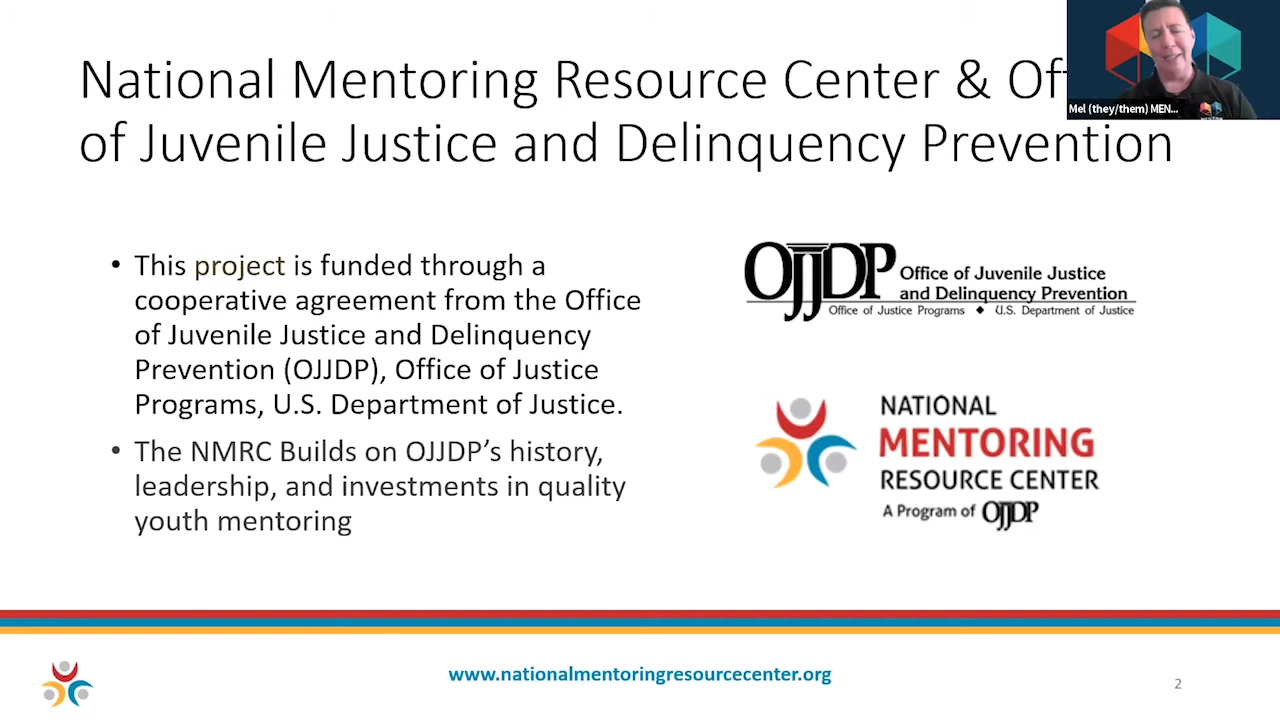 National Mentoring Resource Center & Of
of Juvenile Justice and Delinquency Prevention
Mel (they/them) MEN...
• This project is funded through a
cooperative agreement from the Office
of Juvenile Justice and Delinquency
Prevention (OJJDP), Office of Justice
Programs, U.S. Department of Justice.
• The NMRC Builds on OJJDP’s history,
leadership, and investments in quality
youth mentoring
OJJDP
Office of Juvenile Justice
and Delinquency Prevention
Office of Justice Programs ◆ U.S. Department of Justice
NATIONAL
MENTORING
RESOURCE CENTER
A Program of OJJDP
www.nationalmentoringresourcecenter.org
2